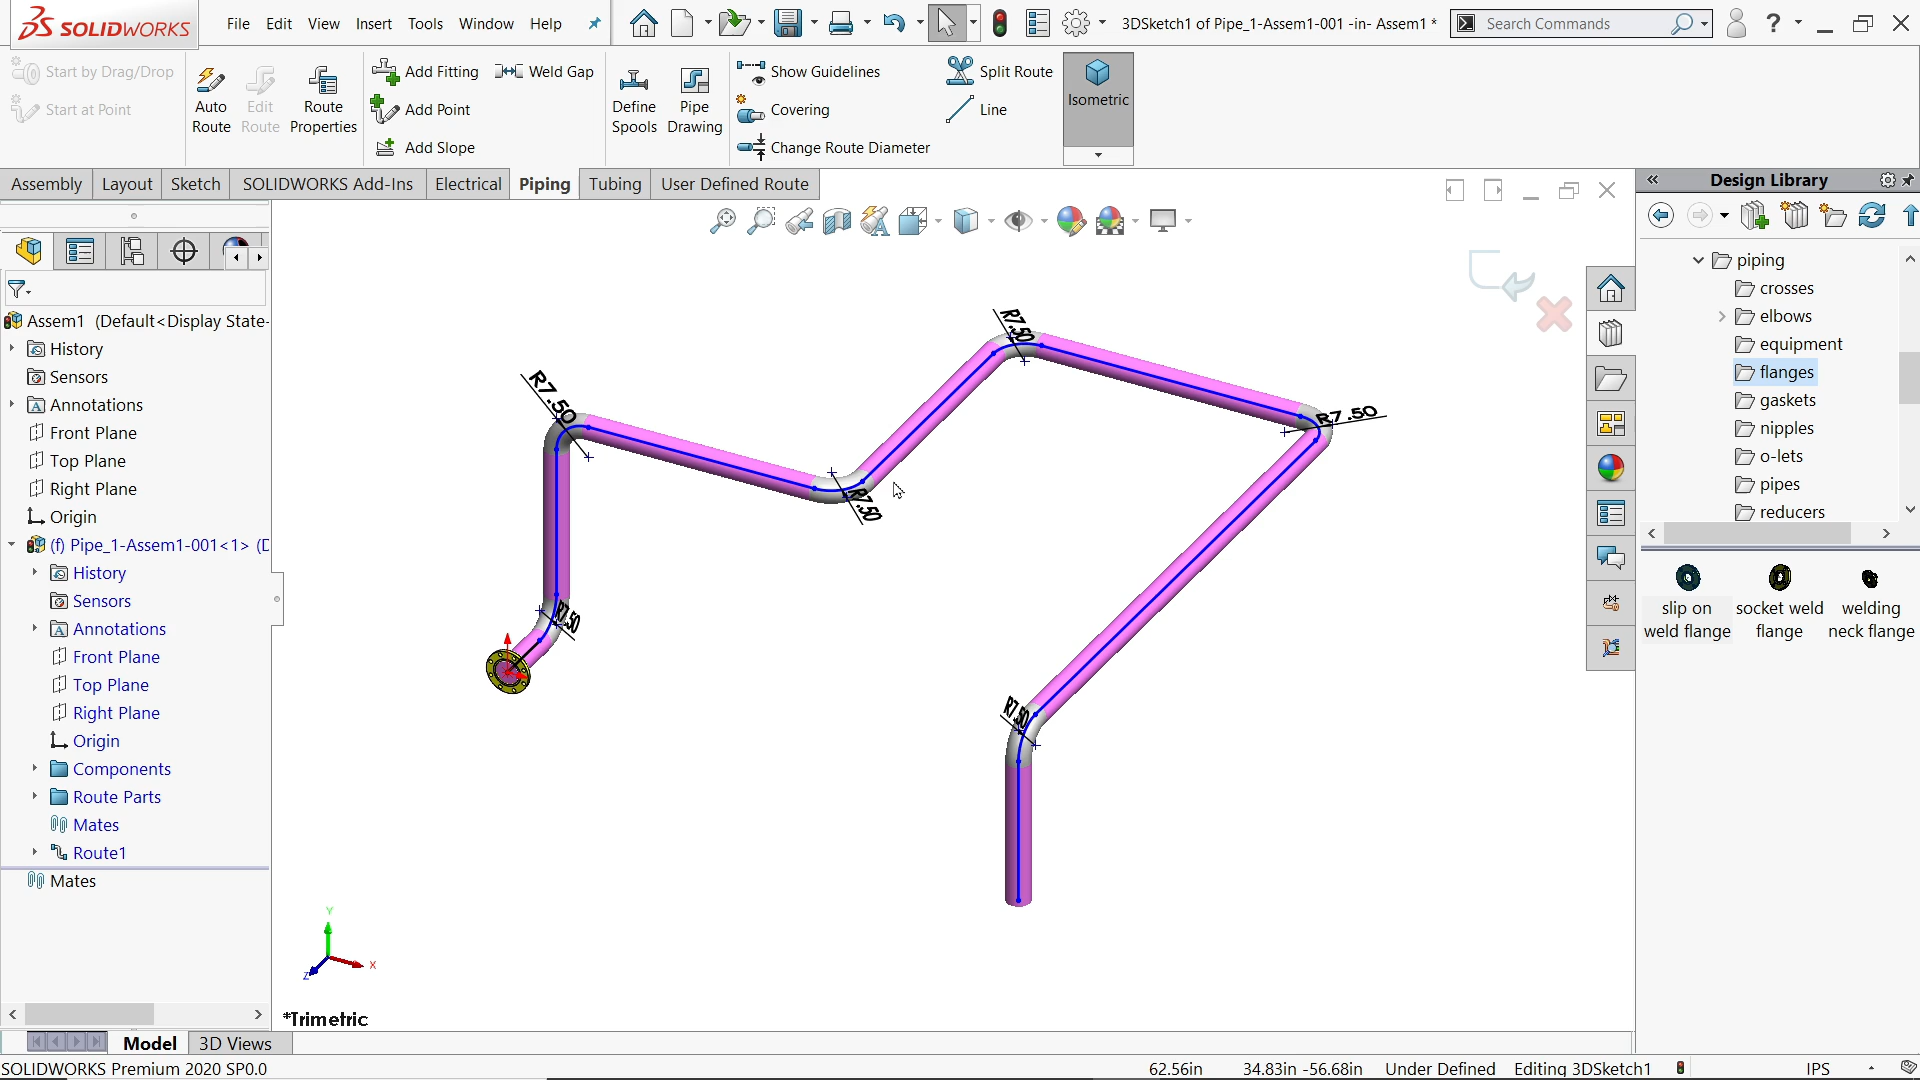 SOLIDWORKS
File Edit View Insert Tools Window Help
3DSketch1 of Pipe_1-Assem1-001 -in- Assem1 *
Search Commands
?
Start by Drag/Drop
Start at Point
Auto Route
Edit Route
Route Properties
Add Fitting
Weld Gap
Add Point
Add Slope
Define Spools
Pipe Drawing
Show Guidelines
Covering
Change Route Diameter
Split Route
Line
Isometric
Assembly Layout Sketch SOLIDWORKS Add-Ins Electrical Piping Tubing User Defined Route
Assem1 (Default<Display State-
History
Sensors
Annotations
Front Plane
Top Plane
Right Plane
Origin
(f) Pipe_1-Assem1-001<1> (D
History
Sensors
Annotations
Front Plane
Top Plane
Right Plane
Origin
Components
Route Parts
Mates
Route1
Mates
R7.50
R7.50
R7.50
R7.50
R7.50
R7.50
Y
X
Z
*Trimetric
Design Library
piping
crosses
elbows
equipment
flanges
gaskets
nipples
o-lets
pipes
reducers
slip on weld flange
socket weld flange
welding neck flange
Model 3D Views
SOLIDWORKS Premium 2020 SP0.0
62.56in 34.83in -56.68in Under Defined Editing 3DSketch1 IPS